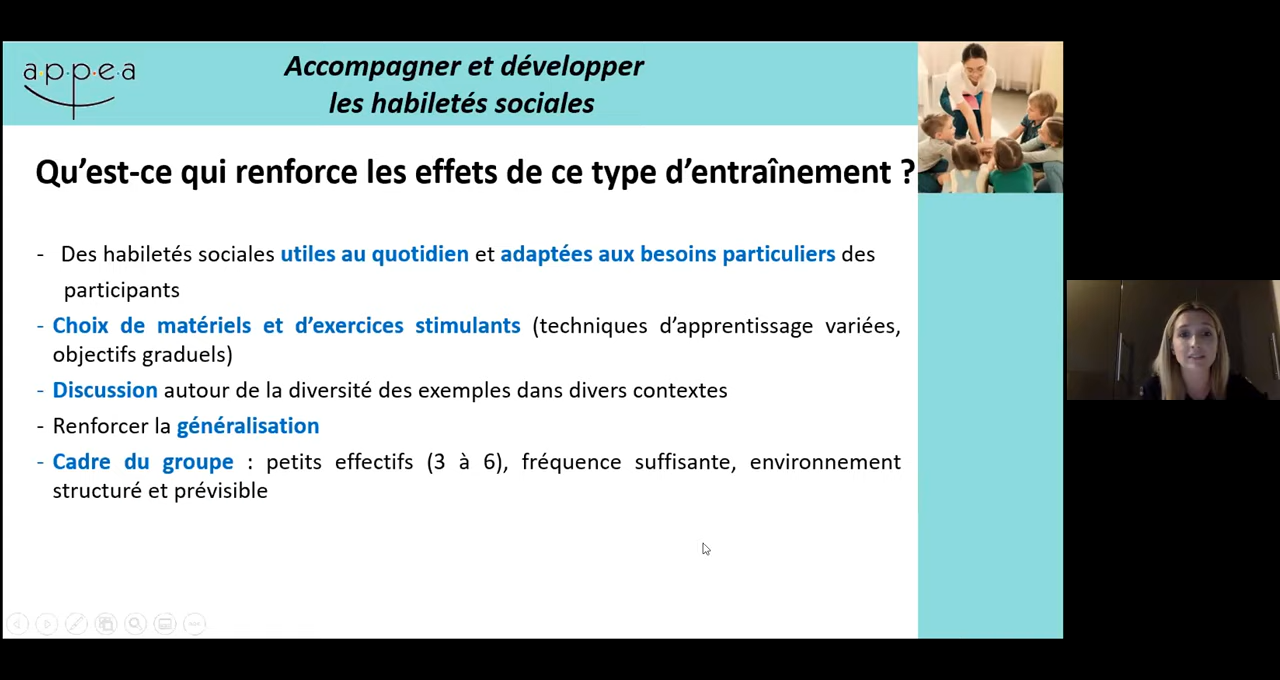 a·p·p·e·a
Accompagner et développer
les habiletés sociales
Qu’est-ce qui renforce les effets de ce type d’entraînement ?
- Des habiletés sociales utiles au quotidien et adaptées aux besoins particuliers des
participants
- Choix de matériels et d’exercices stimulants (techniques d’apprentissage variées,
objectifs graduels)
- Discussion autour de la diversité des exemples dans divers contextes
- Renforcer la généralisation
- Cadre du groupe : petits effectifs (3 à 6), fréquence suffisante, environnement
structuré et prévisible